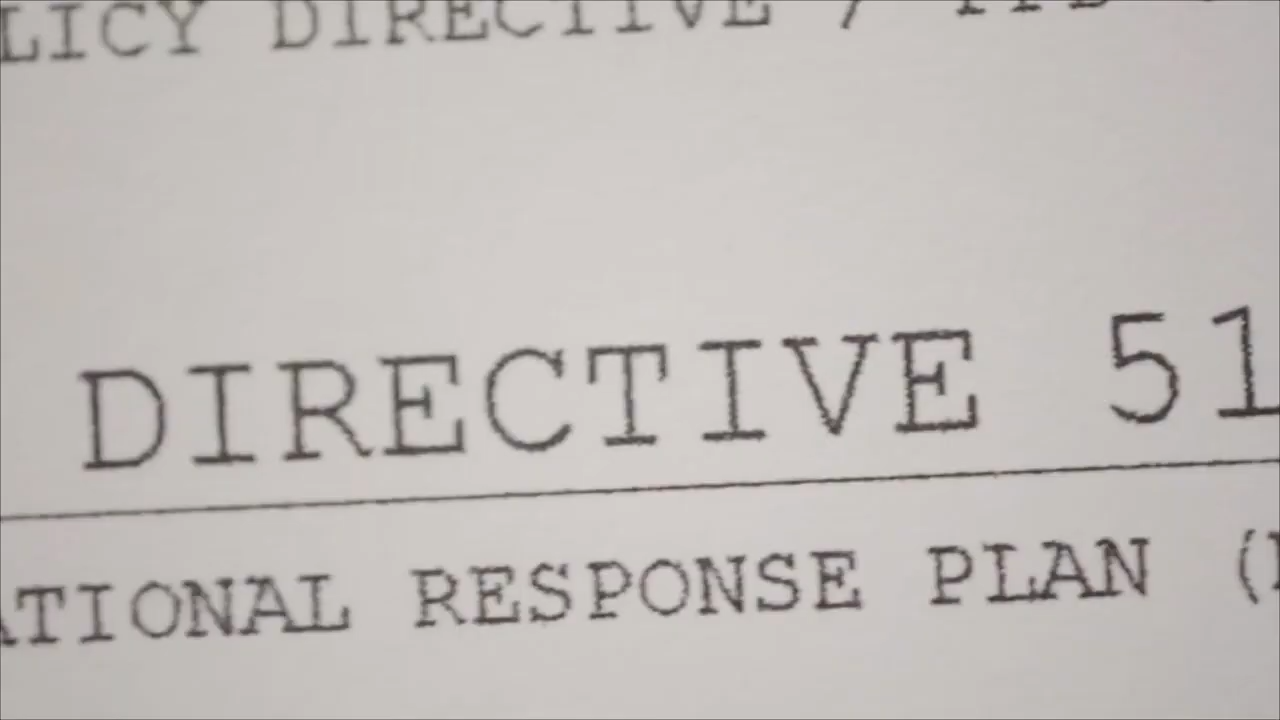 LICY DIRECTIVE /
DIRECTIVE 51
ATIONAL RESPONSE PLAN (